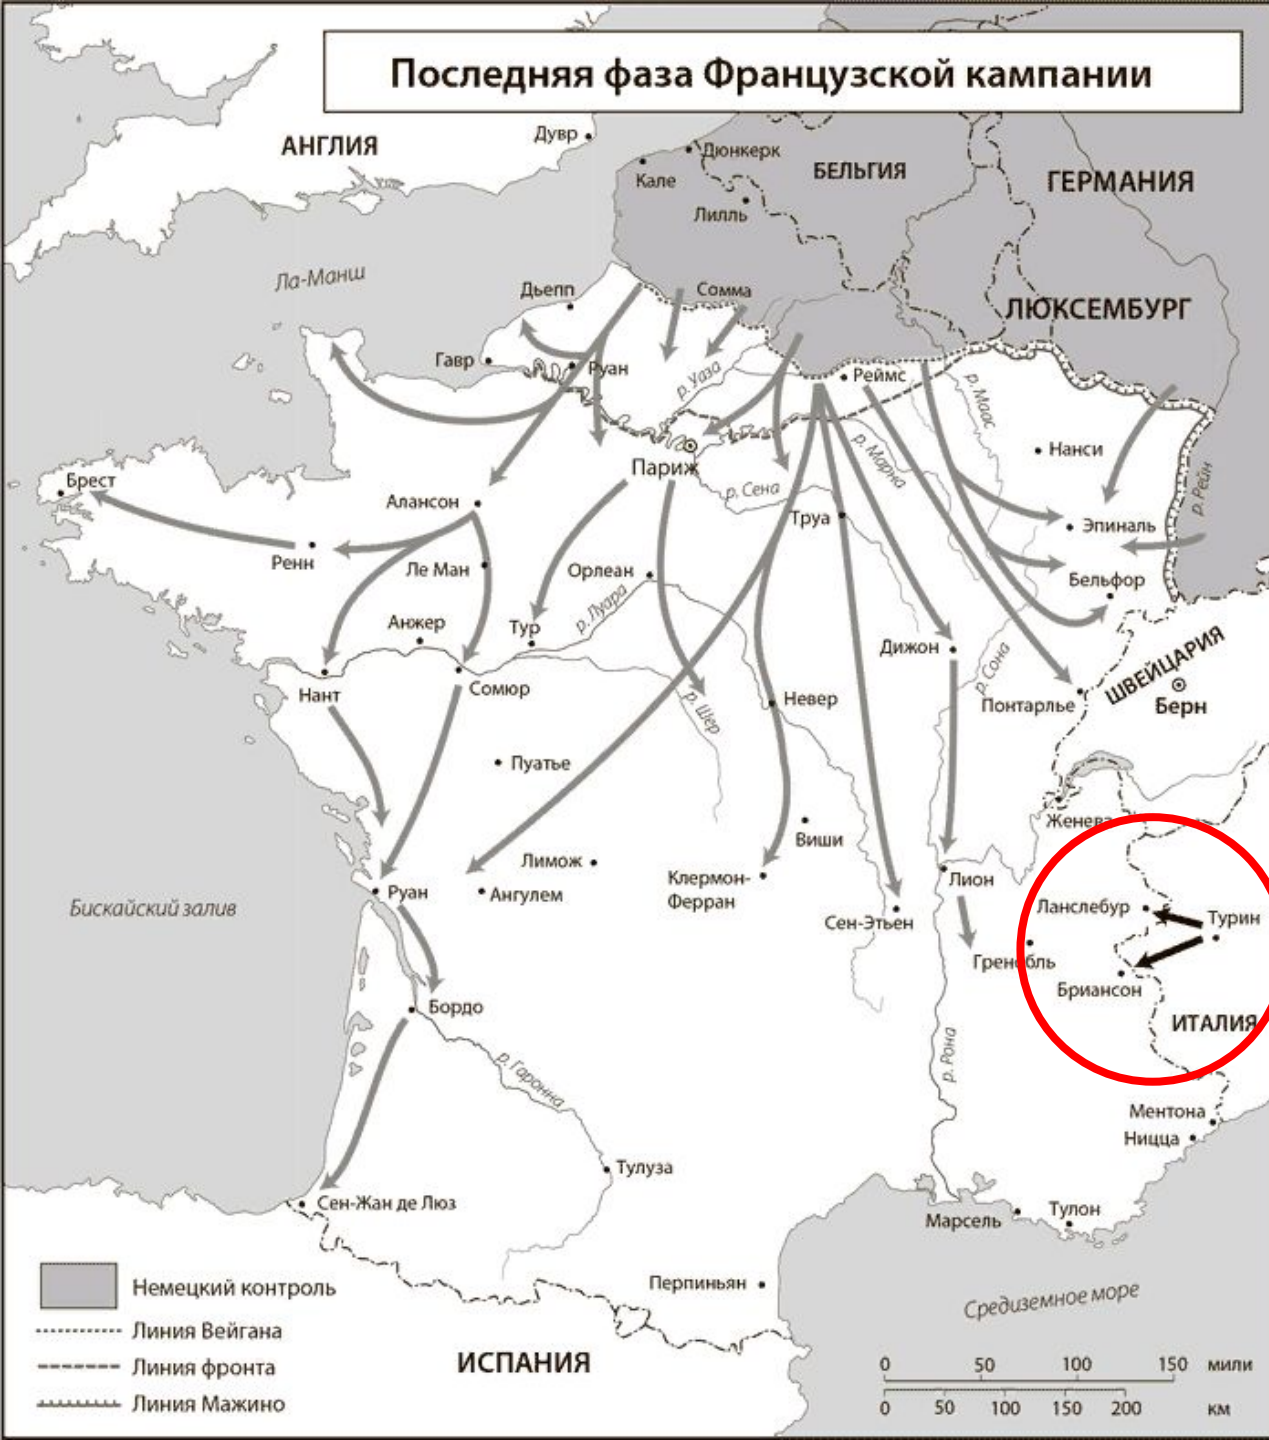 Последняя фаза Французской кампании
АНГЛИЯ
Дувр
Дюнкерк
Кале
БЕЛЬГИЯ
ГЕРМАНИЯ
Лилль
Ла-Манш
Дьепп
Сомма
ЛЮКСЕМБУРГ
Гавр
Руан
р. Уаза
Реймс
р. Маас
Нанси
р. Марна
Париж
р. Сена
р. Рейн
Брест
Алансон
Труа
Эпиналь
Ренн
Ле Ман
Орлеан
Бельфор
р. Луара
Анжер
Тур
Дижон
р. Сона
ШВЕЙЦАРИЯ
Берн
Нант
Сомюр
р. Шер
Невер
Понтарлье
Пуатье
Женева
Виши
Лимож
Клермон-
Ферран
Лион
Руан
Ангулем
Бискайский залив
Сен-Этьен
Ланслебур
Турин
Гренобль
Бриансон
Бордо
ИТАЛИЯ
р. Гаронна
р. Рона
Ментона
Ницца
Тулуза
Сен-Жан де Люз
Марсель
Тулон
Перпиньян
Средиземное море
ИСПАНИЯ
Немецкий контроль
Линия Вейгана
Линия фронта
Линия Мажино
0 50 100 150 мили
0 50 100 150 200 км